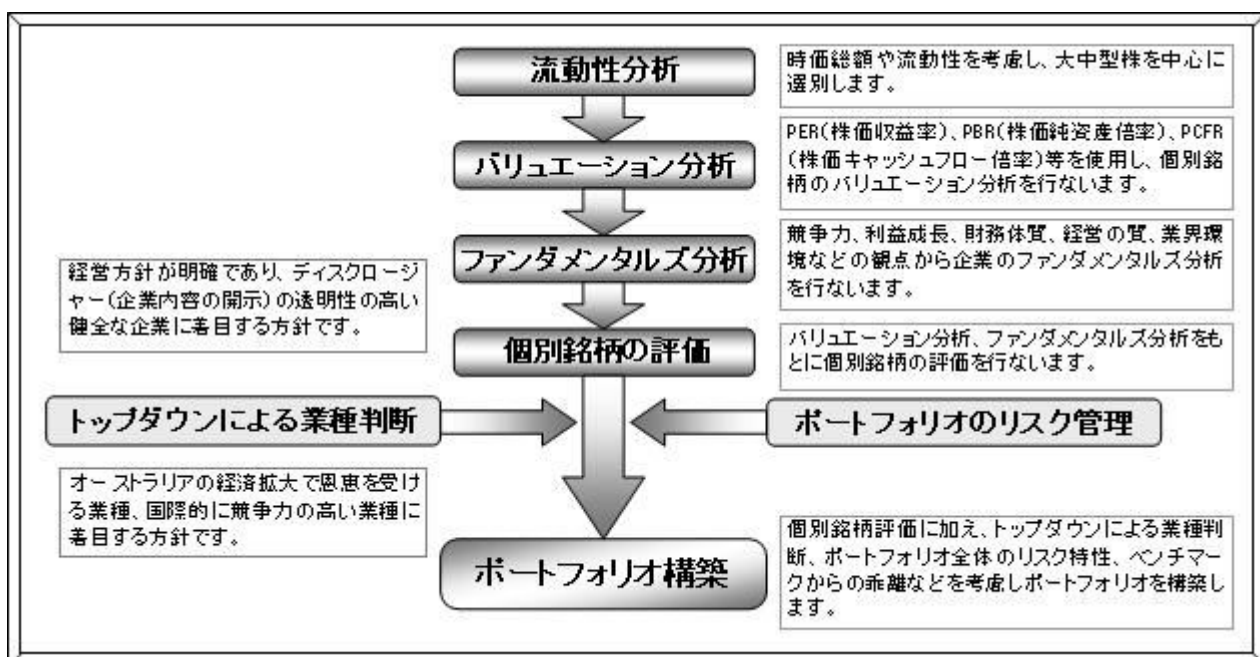 流動性分析
時価総額や流動性を考慮し、大中型株を中心に
選別します。
バリュエーション分析
PER(株価収益率)、PBR(株価純資産倍率)、PCFR
(株価キャッシュフロー倍率)等を使用し、個別銘
柄のバリュエーション分析を行ないます。
ファンダメンタルズ分析
競争力、利益成長、財務体質、経営の質、業界環
境などの観点から企業のファンダメンタルズ分析
を行ないます。
経営方針が明確であり、ディスクロージ
ャー(企業内容の開示)の透明性の高い
健全な企業に着目する方針です。
個別銘柄の評価
バリュエーション分析、ファンダメンタルズ分析をも
とに個別銘柄の評価を行ないます。
トップダウンによる業種判断
ポートフォリオのリスク管理
オーストラリアの経済拡大で恩恵を受け
る業種、国際的に競争力の高い業種に
着目する方針です。
ポートフォリオ構築
個別銘柄評価に加え、トップダウンによる業種判
断、ポートフォリオ全体のリスク特性、ベンチマー
クからの乖離などを考慮しポートフォリオを構築し
ます。